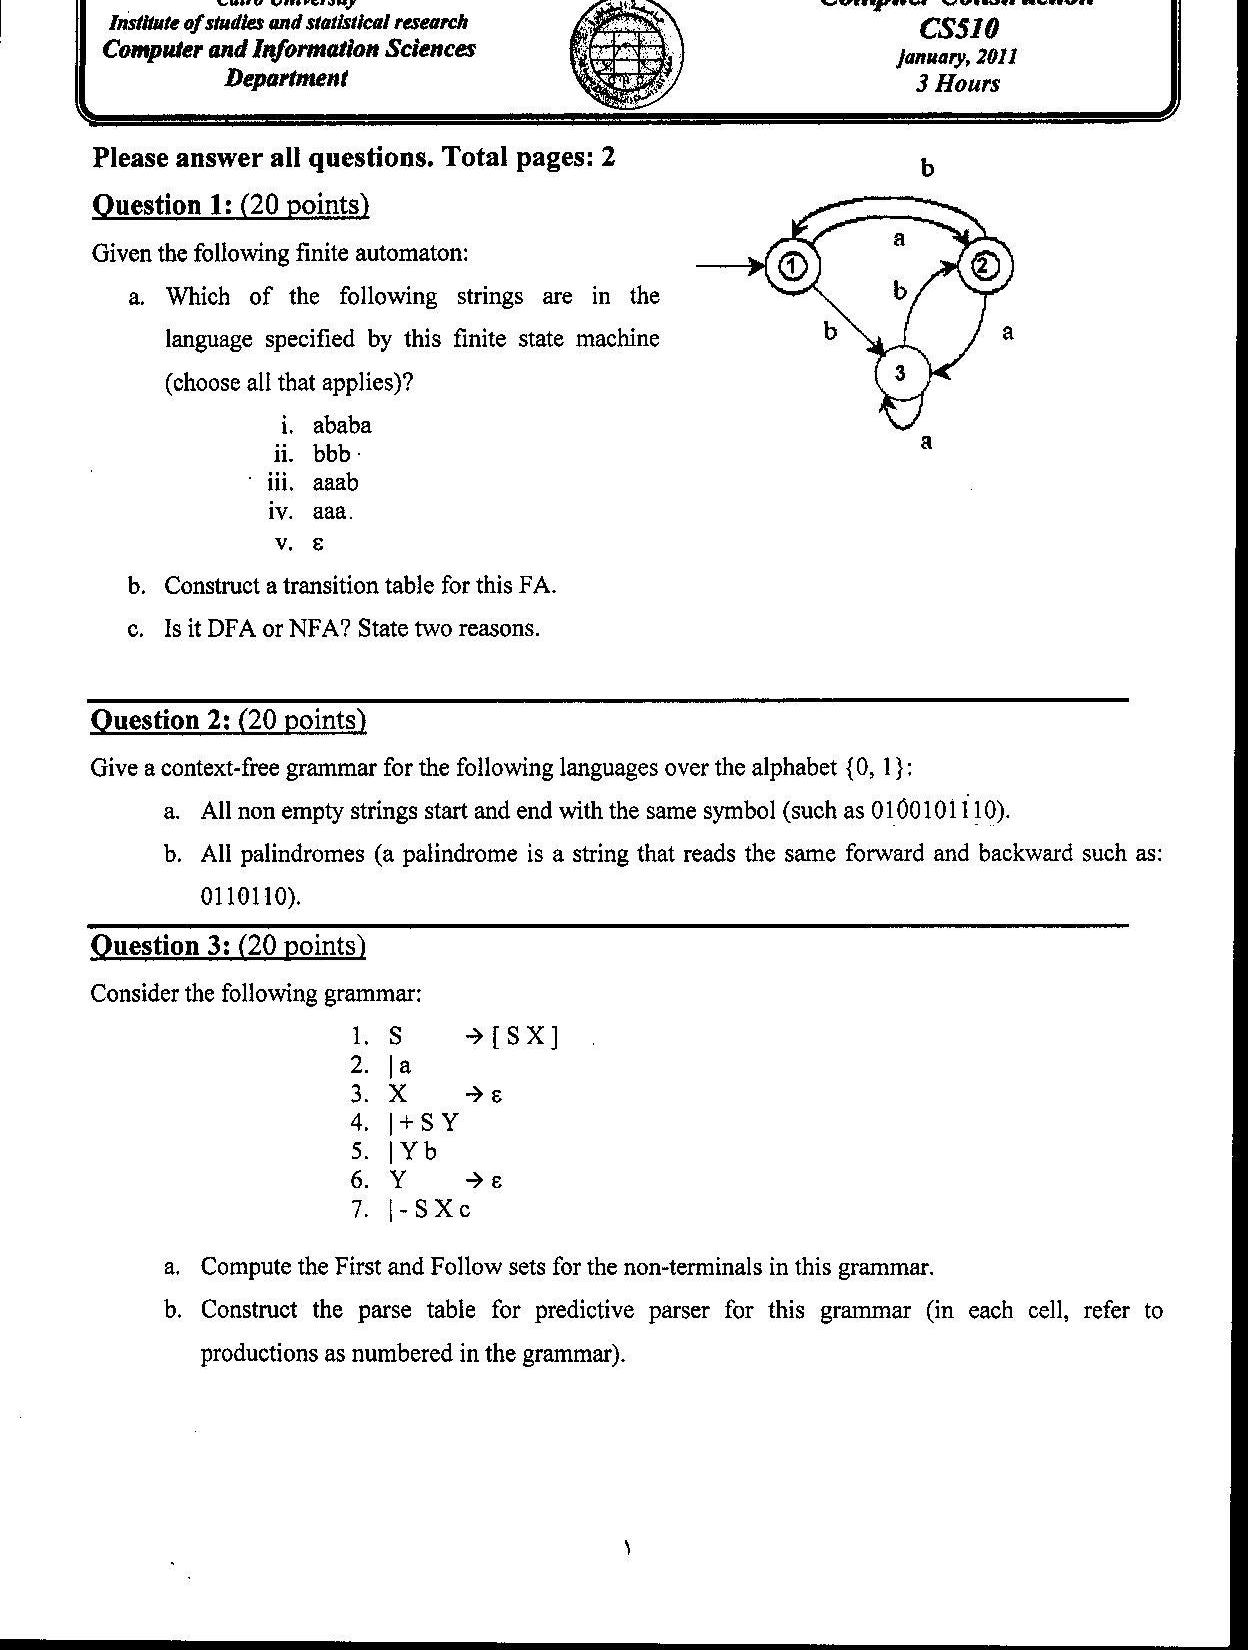 Institute of studies and statistical research
Computer and Information Sciences
Department
CS510
January, 2011
3 Hours
Please answer all questions. Total pages: 2
Question 1: (20 points)
Given the following finite automaton:
a. Which of the following strings are in the
language specified by this finite state machine
(choose all that applies)?
i. ababa
ii. bbb
iii. aaab
iv. aaa.
v. ε
b
a
1
2
b
b
a
3
a
b. Construct a transition table for this FA.
c. Is it DFA or NFA? State two reasons.
Question 2: (20 points)
Give a context-free grammar for the following languages over the alphabet {0, 1}:
a. All non empty strings start and end with the same symbol (such as 0100101110).
b. All palindromes (a palindrome is a string that reads the same forward and backward such as:
0110110).
Question 3: (20 points)
Consider the following grammar:
1. S → [ S X ]
2. | a
3. X → ε
4. | + S Y
5. | Y b
6. Y → ε
7. | - S X c
a. Compute the First and Follow sets for the non-terminals in this grammar.
b. Construct the parse table for predictive parser for this grammar (in each cell, refer to
productions as numbered in the grammar).
١